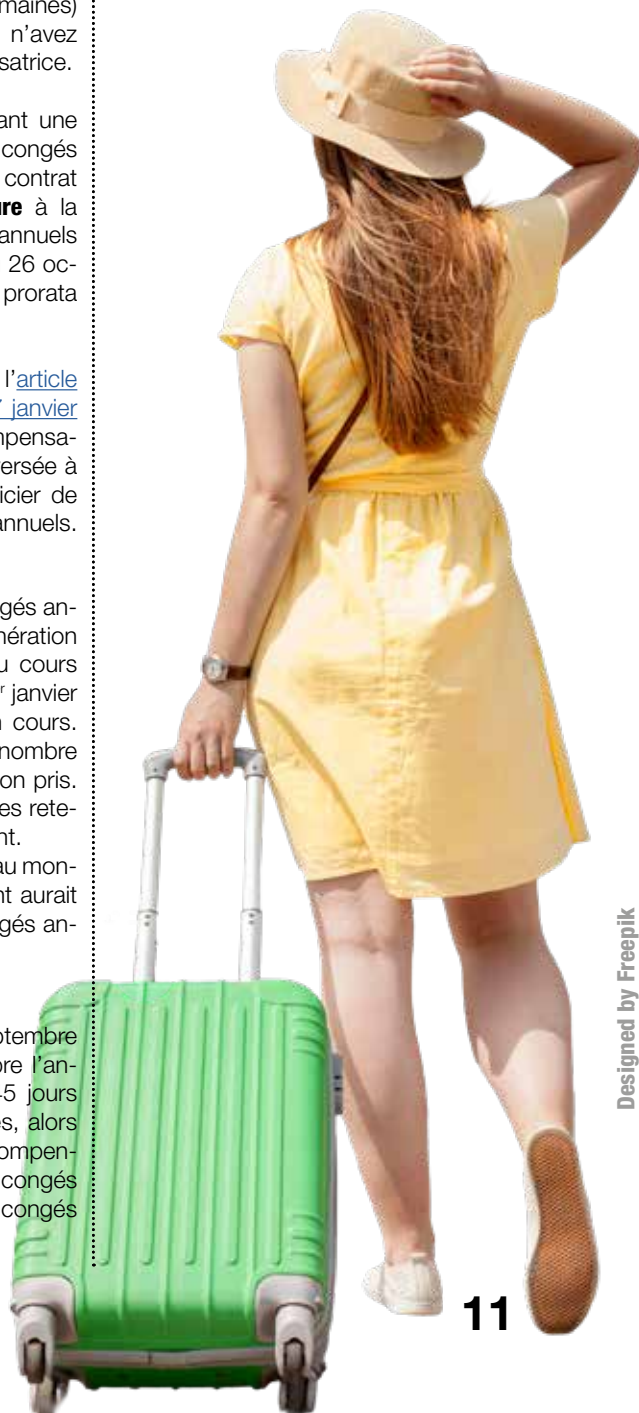 maines)
n’avez
satrice.
ant une
congés
contrat
re à la
annuels
26 oc-
prorata
l’article
janvier
mpensa-
ersée à
icier de
annuels.
gés an-
nération
u cours
r janvier
cours.
nombre
on pris.
es rete-
nt.
au mon-
nt aurait
gés an-
ptembre
re l’an-
5 jours
es, alors
ompen-
congés
congés
Designed by Freepik
11